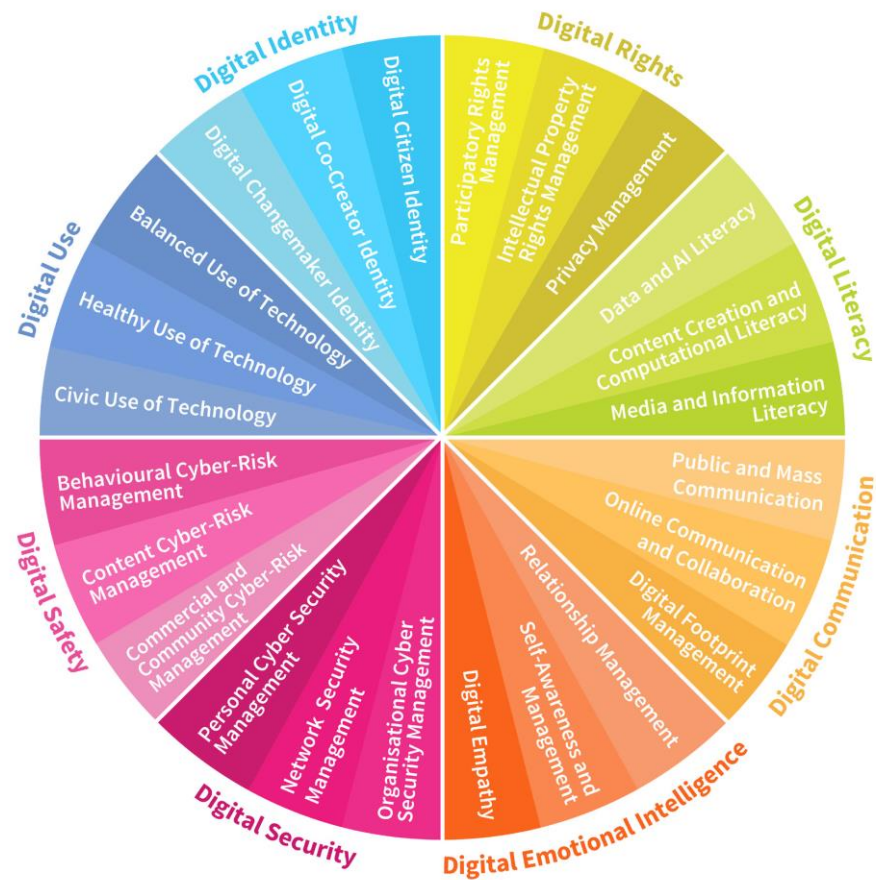 Digital Identity
Digital Citizen Identity
Digital Co-Creator Identity
Digital Changemaker Identity
Digital Rights
Participatory Rights
Management
Intellectual Property
Rights Management
Privacy Management
Digital Literacy
Data and AI Literacy
Content Creation and
Computational Literacy
Media and Information
Literacy
Digital Communication
Public and Mass
Communication
Online Communication
and Collaboration
Digital Footprint
Management
Digital Emotional Intelligence
Relationship Management
Self-Awareness and
Management
Digital Empathy
Digital Security
Organisational Cyber
Security Management
Network Security
Management
Personal Cyber Security
Management
Digital Safety
Commercial and
Community Cyber-Risk
Management
Content Cyber-Risk
Management
Behavioural Cyber-Risk
Management
Digital Use
Civic Use of Technology
Healthy Use of Technology
Balanced Use of Technology